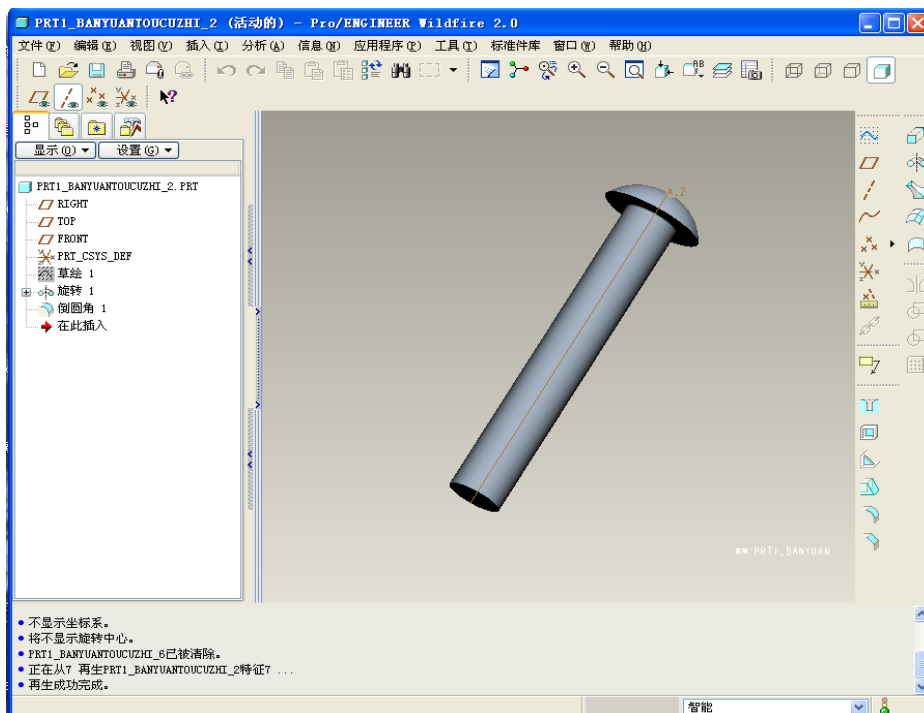 PRT1_BANYUANTOUCUZHI_2 (活动的) - Pro/ENGINEER Wildfire 2.0
文件(F) 编辑(E) 视图(V) 插入(I) 分析(A) 信息(N) 应用程序(P) 工具(T) 标准件库 窗口(W) 帮助(H)
显示(O) 设置(G)
PRT1_BANYUANTOUCUZHI_2.PRT
RIGHT
TOP
FRONT
PRT_CSYS_DEF
草绘 1
旋转 1
倒圆角 1
在此插入
A_2
KM-PRT1_BANYUAN
不显示坐标系。
将不显示旋转中心。
PRT1_BANYUANTOUCUZHI_6已被清除。
正在从7 再生PRT1_BANYUANTOUCUZHI_2特征7 ...
再生成功完成。
智能